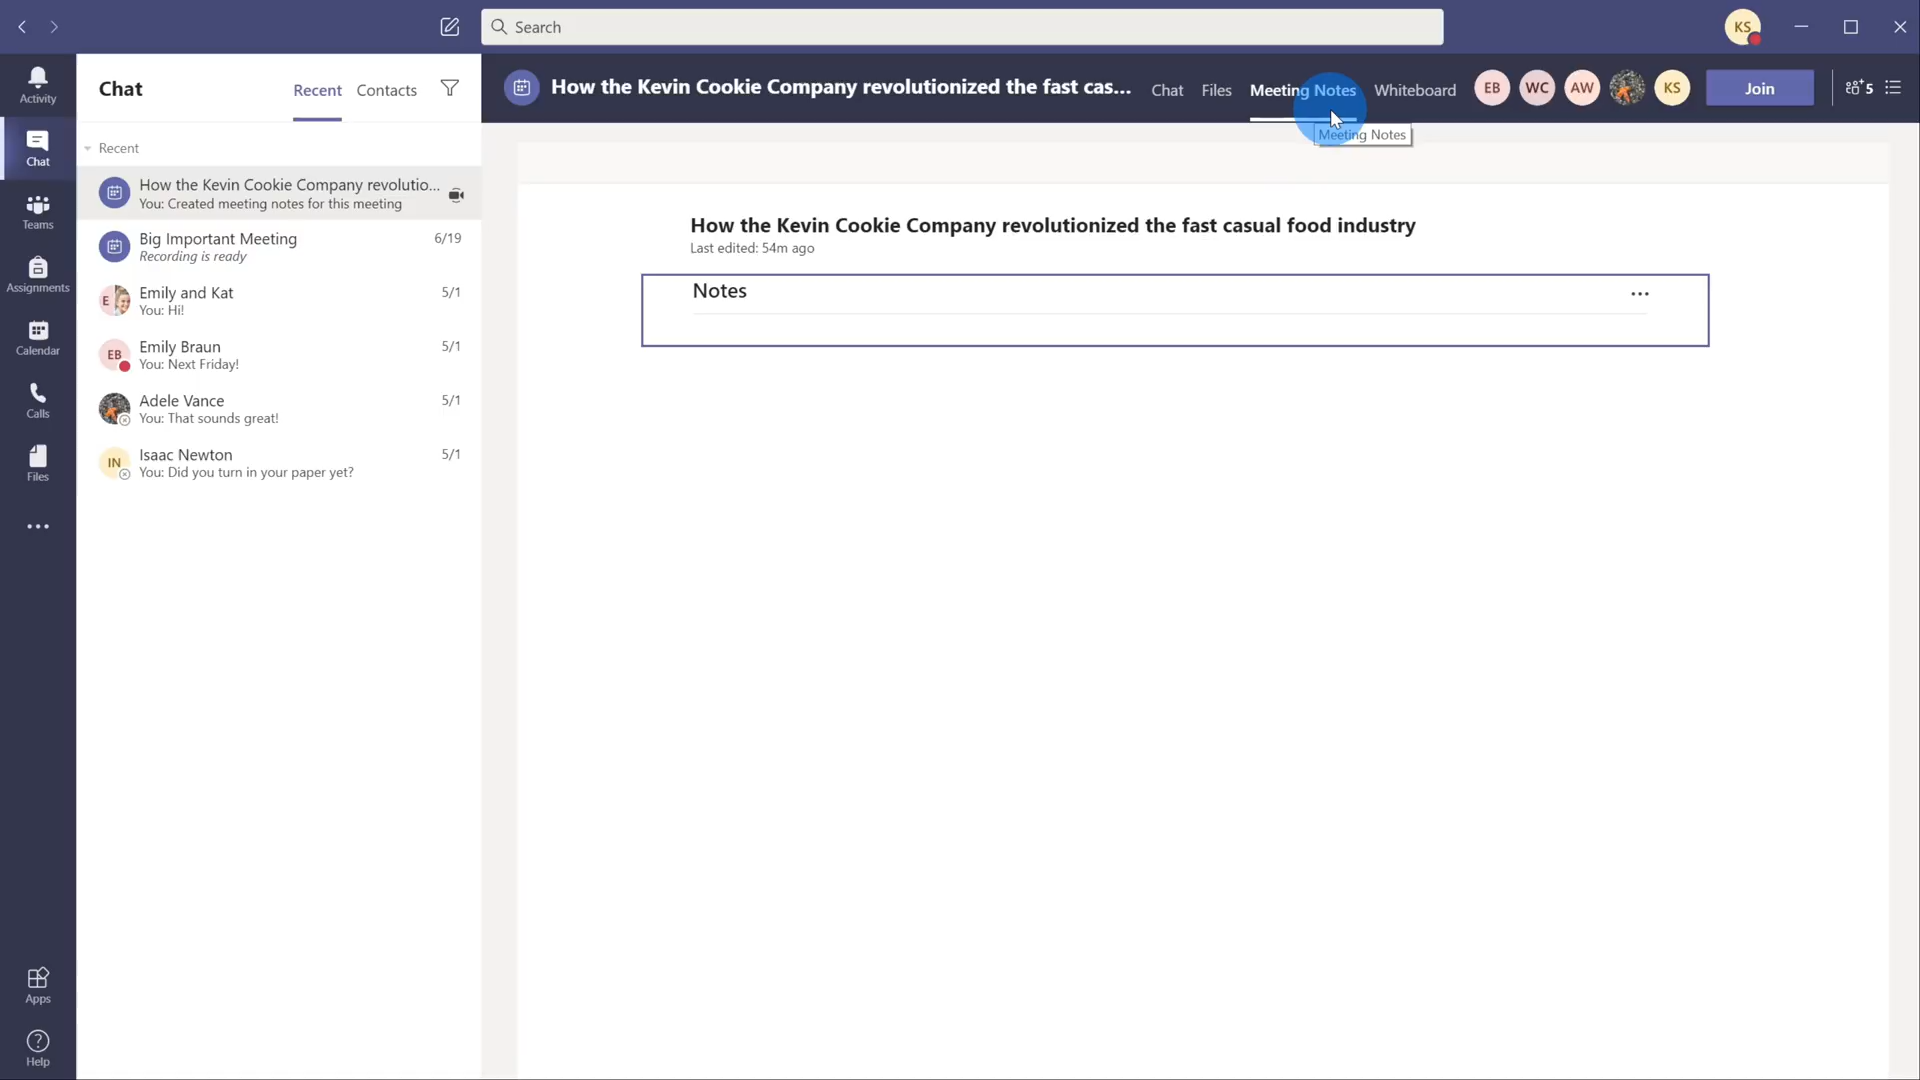 Search
KS
Activity
Chat
Teams
Assignments
Calendar
Calls
Files
Apps
Help
Chat
Recent
Contacts
Recent
How the Kevin Cookie Company revolutio...
You: Created meeting notes for this meeting
Big Important Meeting
6/19
Recording is ready
E
Emily and Kat
5/1
You: Hi!
EB
Emily Braun
5/1
You: Next Friday!
Adele Vance
5/1
You: That sounds great!
IN
Isaac Newton
5/1
You: Did you turn in your paper yet?
How the Kevin Cookie Company revolutionized the fast cas...
Chat
Files
Meeting Notes
Whiteboard
EB
WC
AW
KS
Join
5
Meeting Notes
How the Kevin Cookie Company revolutionized the fast casual food industry
Last edited: 54m ago
Notes